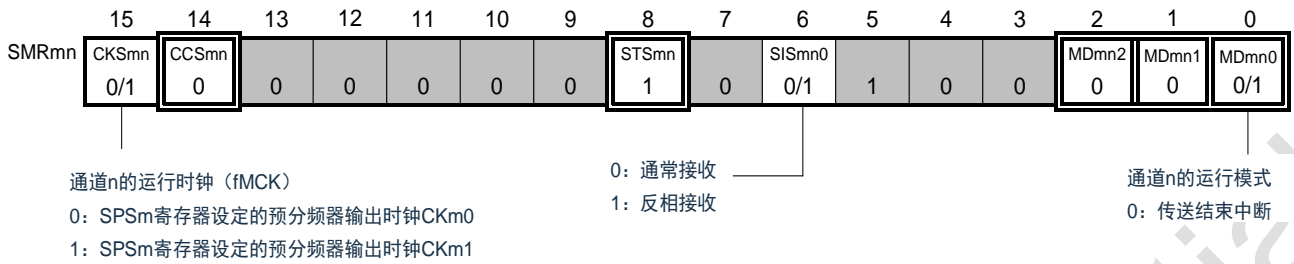 15 14 13 12 11 10 9 8 7 6 5 4 3 2 1 0
SMRmn CKSmn CCSmn STSmn SISmn0 MDmn2 MDmn1 MDmn0
0/1 0 0 0 0 0 0 1 0 0/1 1 0 0 0 0 0/1
通道n的运行时钟（fMCK）
0：SPSm寄存器设定的预分频器输出时钟CKm0
1：SPSm寄存器设定的预分频器输出时钟CKm1
0：通常接收
1：反相接收
通道n的运行模式
0：传送结束中断